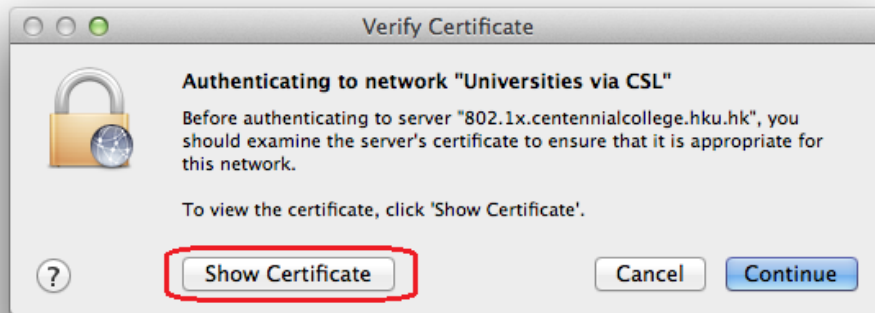 Verify Certificate
Authenticating to network "Universities via CSL"
Before authenticating to server "802.1x.centennialcollege.hku.hk", you
should examine the server's certificate to ensure that it is appropriate for
this network.
To view the certificate, click 'Show Certificate'.
?
Show Certificate
Cancel
Continue